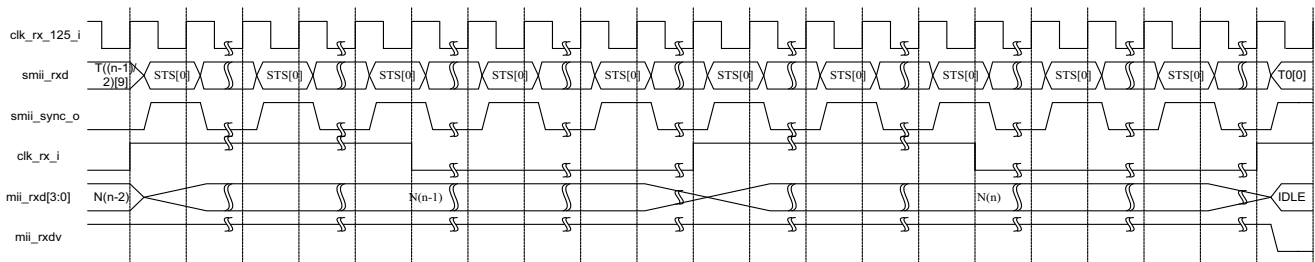 clk_rx_125_i
smii_rxd
T((n-1)/
2)[9]
STS[0]
STS[0]
STS[0]
STS[0]
STS[0]
STS[0]
STS[0]
STS[0]
STS[0]
STS[0]
T0[0]
smii_sync_o
clk_rx_i
mii_rxd[3:0]
N(n-2)
N(n-1)
N(n)
IDLE
mii_rxdv